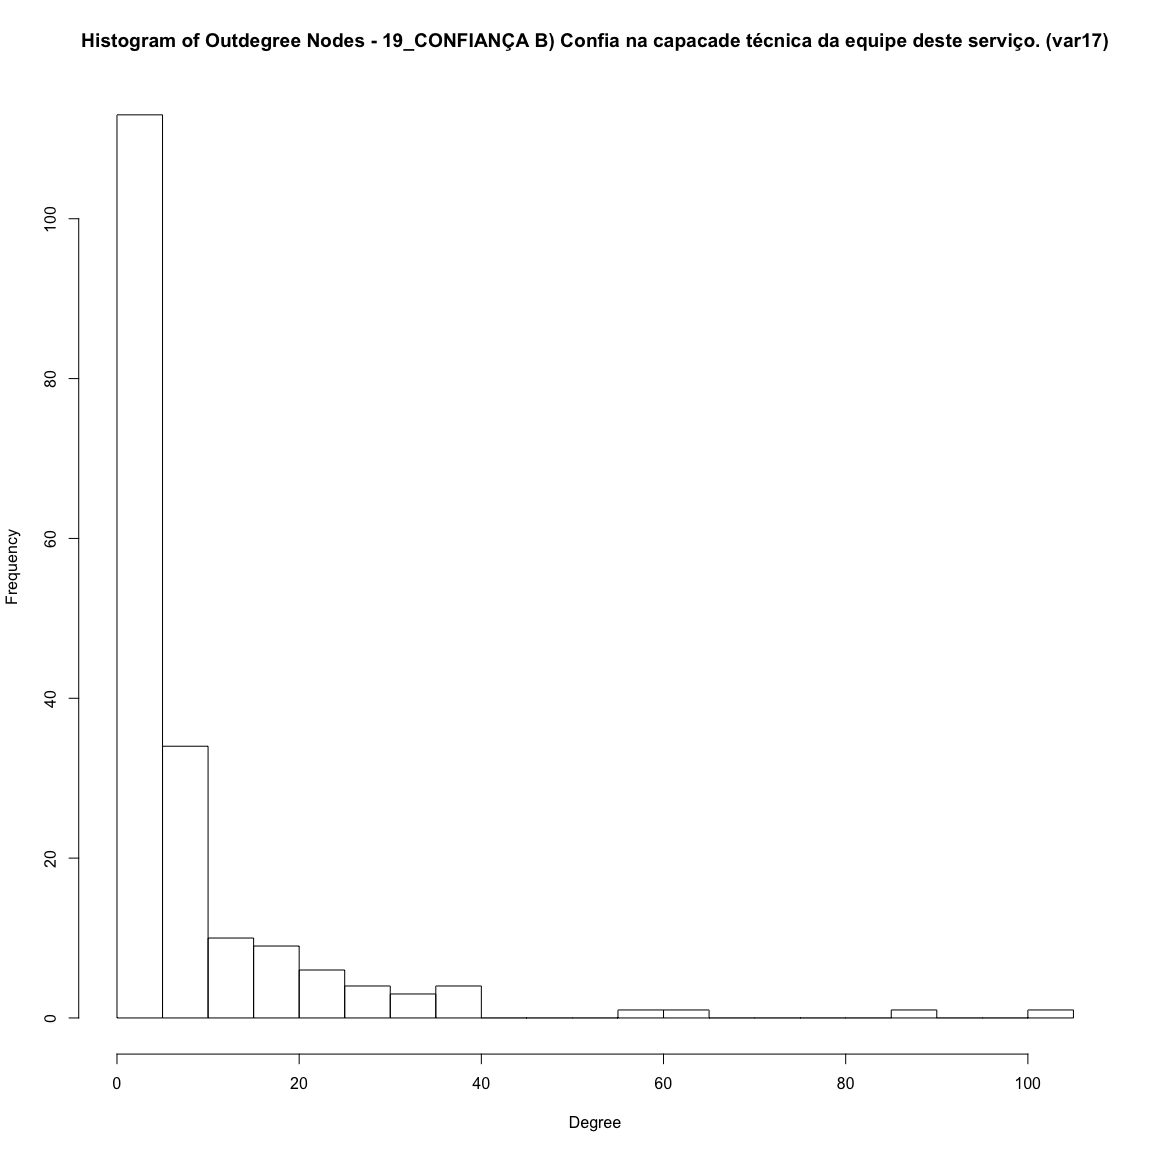 Histogram of Outdegree Nodes - 19_CONFIANÇA B) Confia na capacade técnica da equipe deste serviço. (var17)
Frequency
100
80
60
40
20
0
0 20 40 60 80 100
Degree